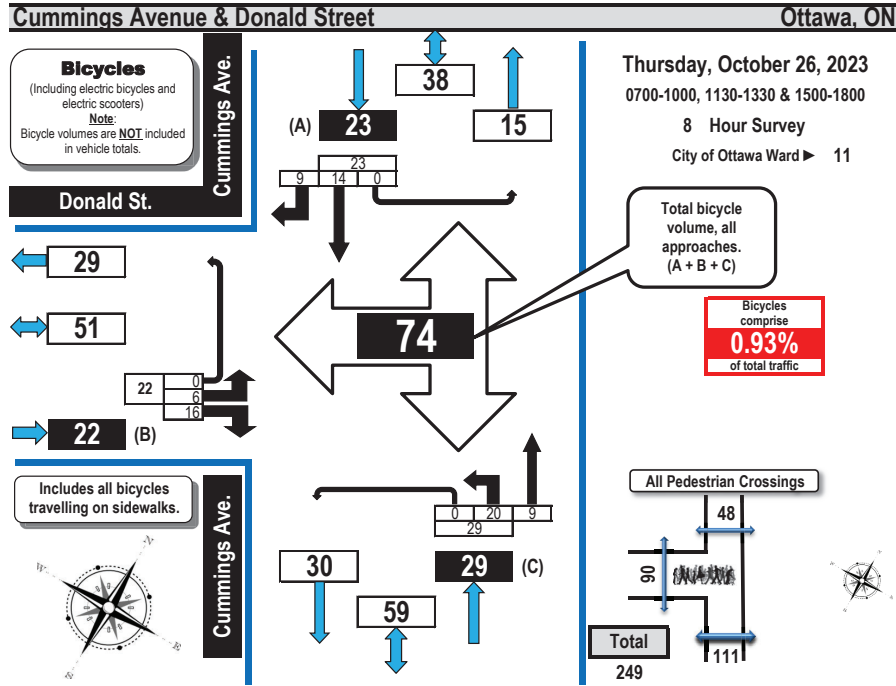 Cummings Avenue & Donald Street
Ottawa, ON
Bicycles
(Including electric bicycles and
electric scooters)
Note:
Bicycle volumes are NOT included
in vehicle totals.
Cummings Ave.
Donald St.
38
(A)
23
15
23
9
14
0
Thursday, October 26, 2023
0700-1000, 1130-1330 & 1500-1800
8 Hour Survey
City of Ottawa Ward ► 11
Total bicycle
volume, all
approaches.
(A + B + C)
29
51
74
Bicycles
comprise
0.93%
of total traffic
22
0
6
16
22
(B)
Includes all bicycles
travelling on sidewalks.
Cummings Ave.
N
W
E
S
0
20
9
29
30
29
(C)
59
All Pedestrian Crossings
48
90
111
Total
249